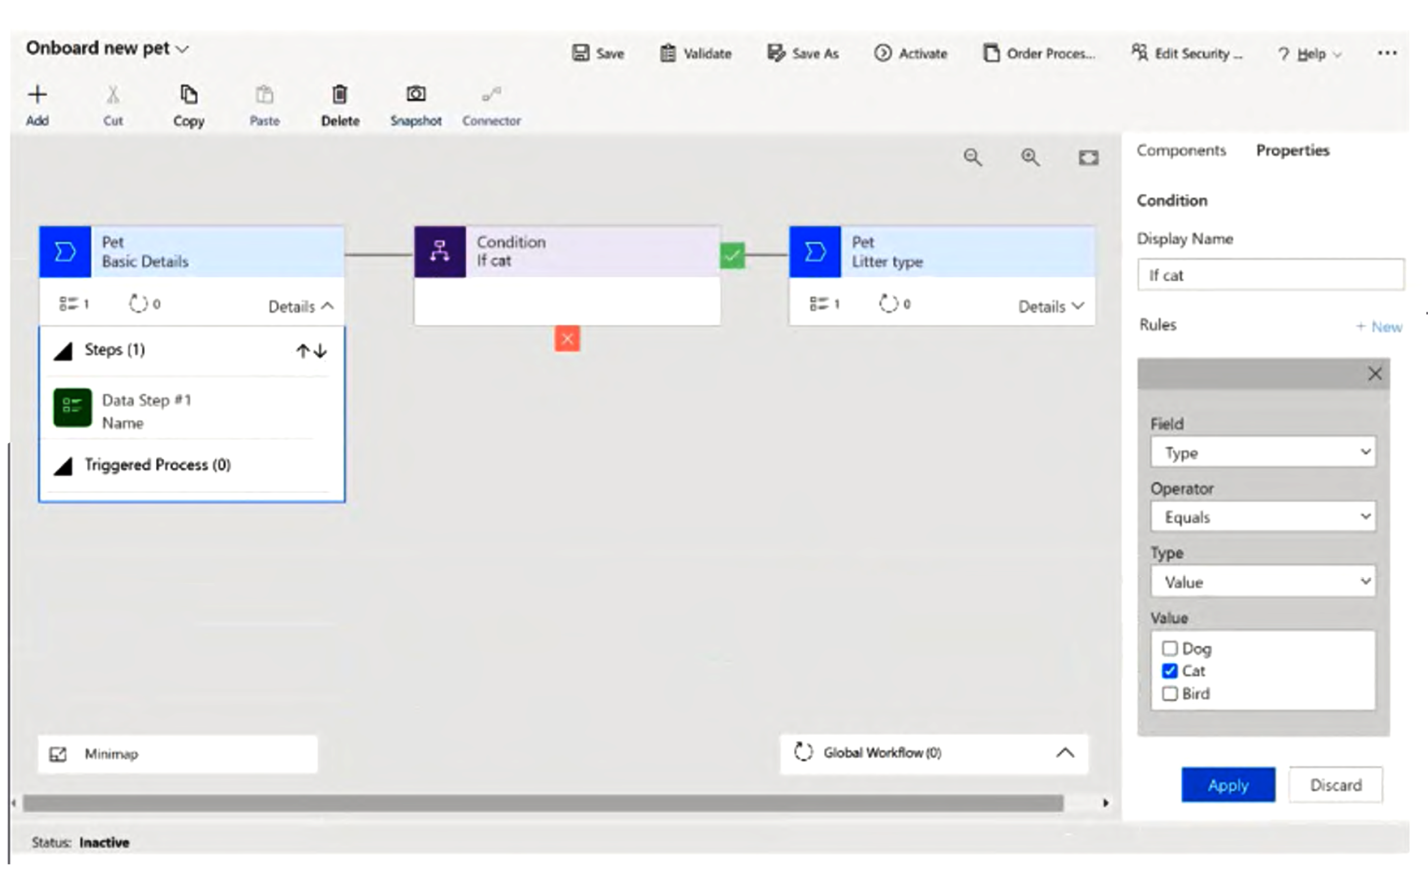 Onboard new pet
Save
Validate
Save As
Activate
Order Proces...
Edit Security ...
? Help
Add
Cut
Copy
Paste
Delete
Snapshot
Connector
Components
Properties
Pet
Basic Details
1
0
Details
Steps (1)
Data Step #1
Name
Triggered Process (0)
Condition
If cat
Pet
Litter type
1
0
Details
Condition
Display Name
If cat
Rules
+ New
Field
Type
Operator
Equals
Type
Value
Value
Dog
Cat
Bird
Apply
Discard
Minimap
Global Workflow (0)
Status: Inactive